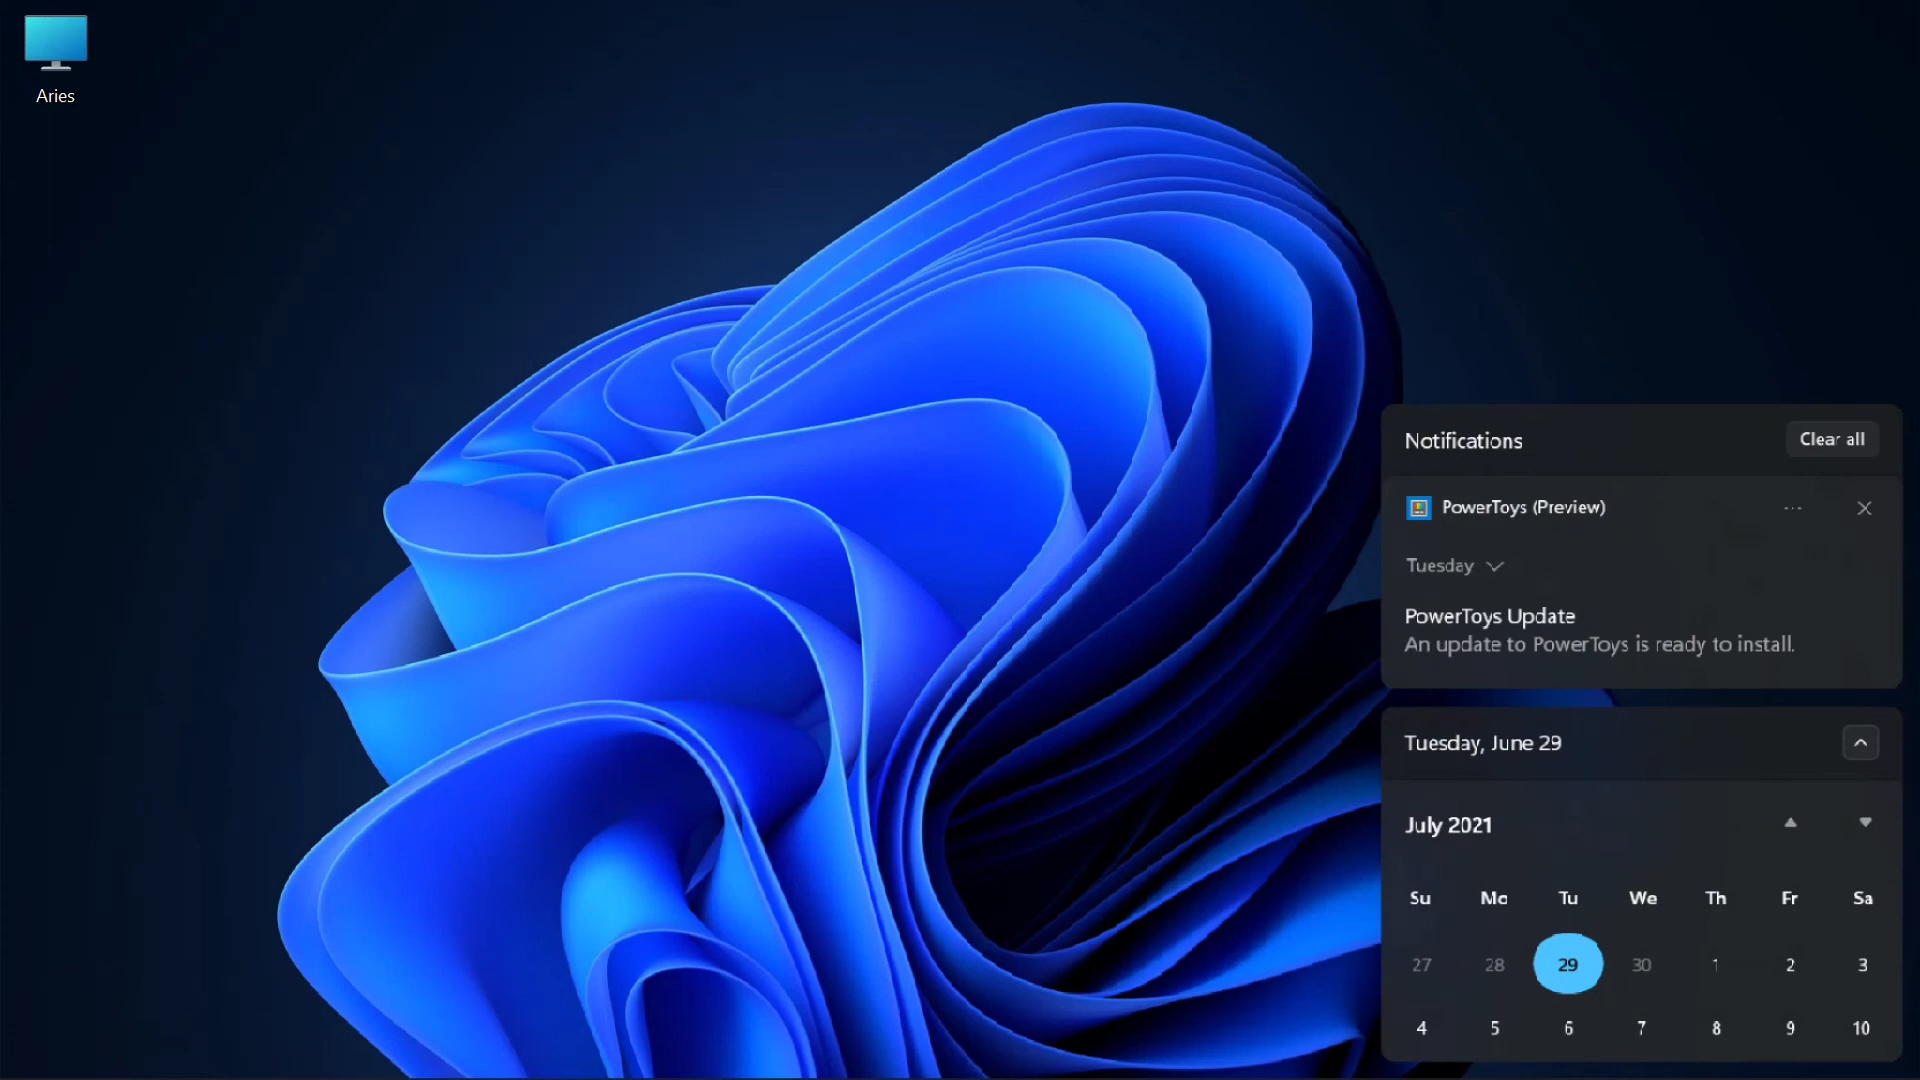 Aries
Notifications
Clear all
PowerToys (Preview)
Tuesday
PowerToys Update
An update to PowerToys is ready to install.
Tuesday, June 29
July 2021
Su Mo Tu We Th Fr Sa
27 28 29 30 1 2 3
4 5 6 7 8 9 10